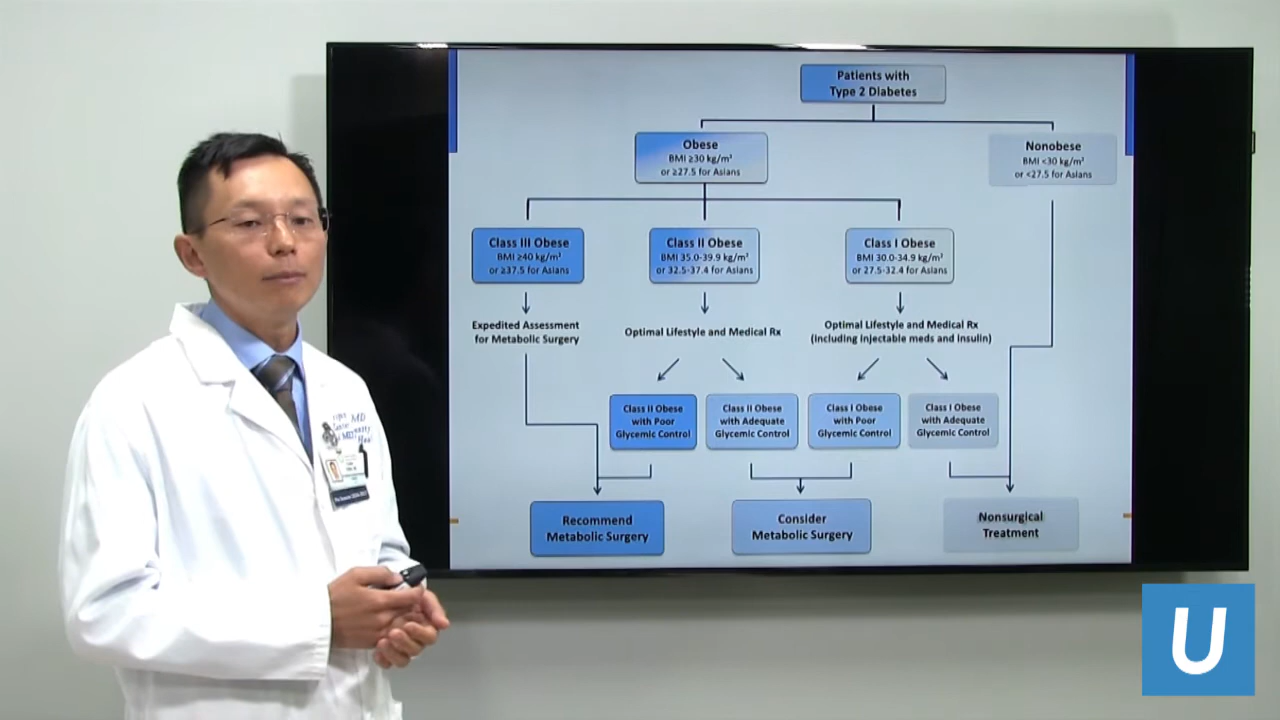 Patients with
Type 2 Diabetes
Obese
BMI ≥30 kg/m²
or ≥27.5 for Asians
Nonobese
BMI <30 kg/m²
or <27.5 for Asians
Class III Obese
BMI ≥40 kg/m²
or ≥37.5 for Asians
Class II Obese
BMI 35.0-39.9 kg/m²
or 32.5-37.4 for Asians
Class I Obese
BMI 30.0-34.9 kg/m²
or 27.5-32.4 for Asians
Expedited Assessment
for Metabolic Surgery
Optimal Lifestyle and Medical Rx
Optimal Lifestyle and Medical Rx
(including injectable meds and insulin)
Class II Obese
with Poor
Glycemic Control
Class II Obese
with Adequate
Glycemic Control
Class I Obese
with Poor
Glycemic Control
Class I Obese
with Adequate
Glycemic Control
Recommend
Metabolic Surgery
Consider
Metabolic Surgery
Nonsurgical
Treatment
MD
U